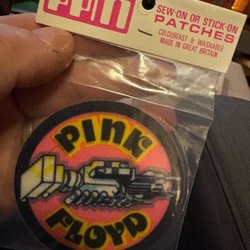 SEW-ON OR STICK-ON
PATCHES
COLOURFAST & WASHABLE
MADE IN GREAT BRITAIN
PINK
FLOYD